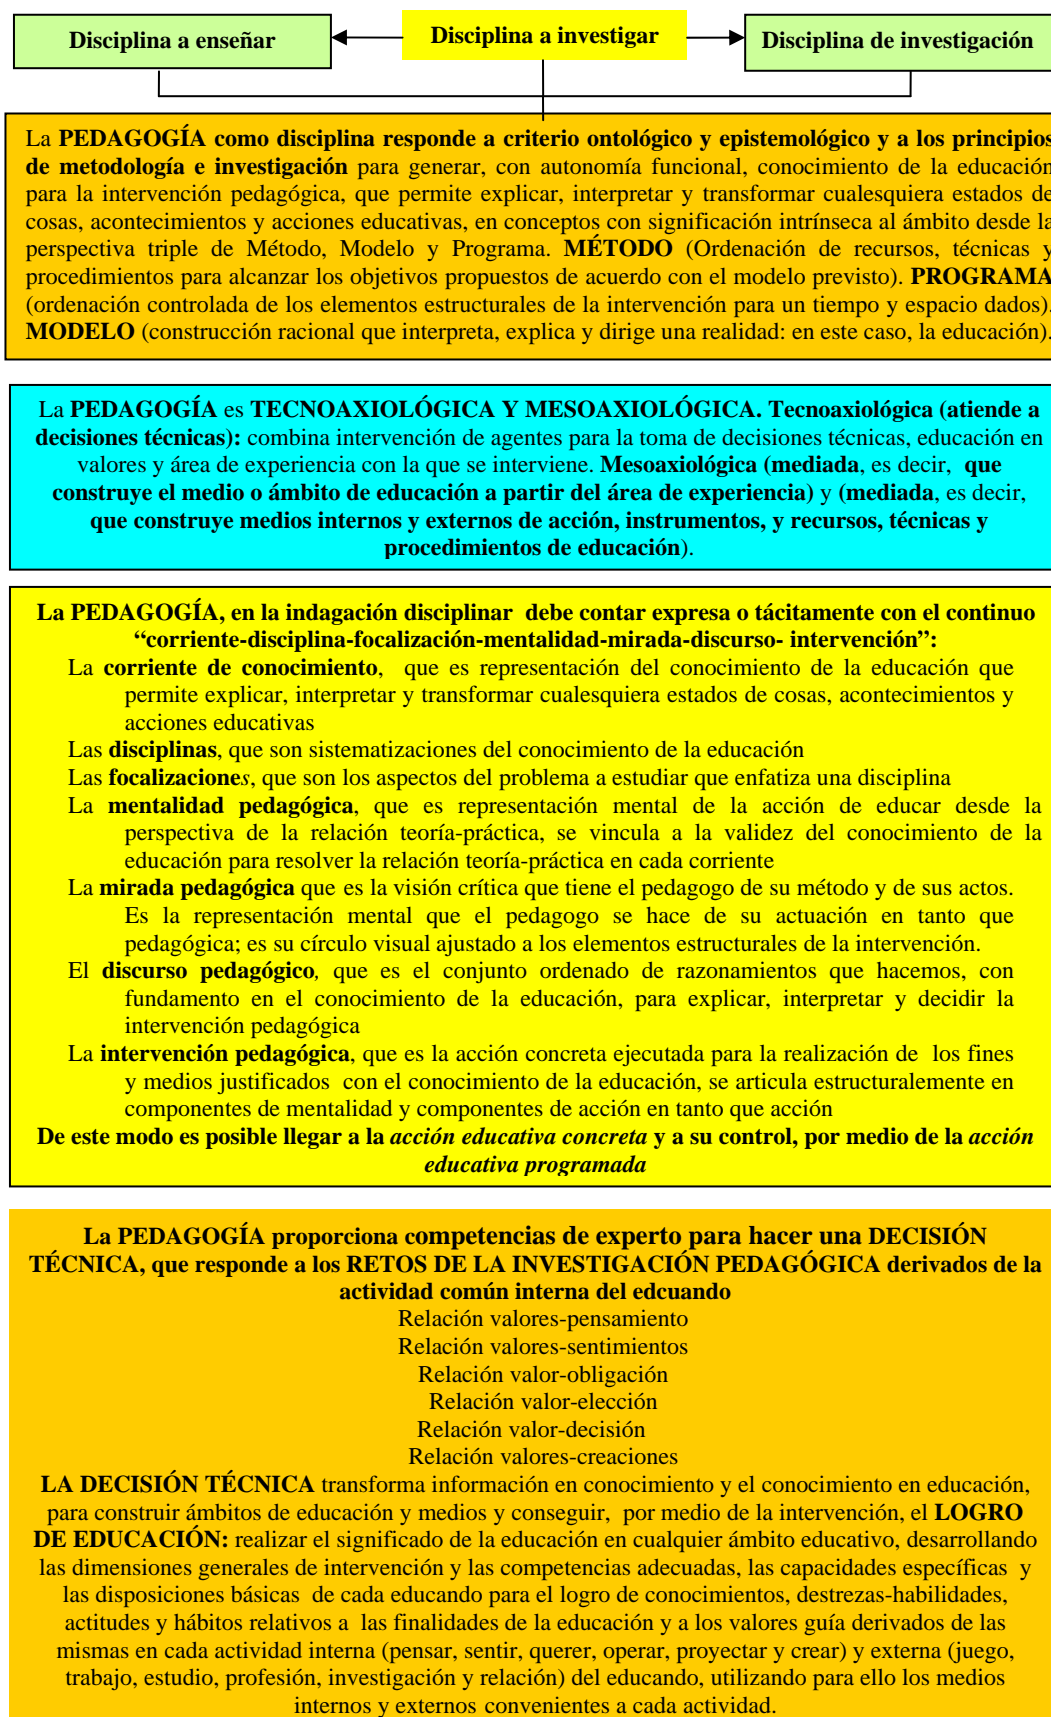 Disciplina a enseñar
Disciplina a investigar
Disciplina de investigación
La PEDAGOGÍA como disciplina responde a criterio ontológico y epistemológico y a los principios
de metodología e investigación para generar, con autonomía funcional, conocimiento de la educación
para la intervención pedagógica, que permite explicar, interpretar y transformar cualesquiera estados de
cosas, acontecimientos y acciones educativas, en conceptos con significación intrínseca al ámbito desde la
perspectiva triple de Método, Modelo y Programa. MÉTODO (Ordenación de recursos, técnicas y
procedimientos para alcanzar los objetivos propuestos de acuerdo con el modelo previsto). PROGRAMA
(ordenación controlada de los elementos estructurales de la intervención para un tiempo y espacio dados).
MODELO (construcción racional que interpreta, explica y dirige una realidad: en este caso, la educación).
La PEDAGOGÍA es TECNOAXIOLÓGICA Y MESOAXIOLÓGICA. Tecnoaxiológica (atiende a
decisiones técnicas): combina intervención de agentes para la toma de decisiones técnicas, educación en
valores y área de experiencia con la que se interviene. Mesoaxiológica (mediada, es decir, que
construye el medio o ámbito de educación a partir del área de experiencia) y (mediada, es decir,
que construye medios internos y externos de acción, instrumentos, y recursos, técnicas y
procedimientos de educación).
La PEDAGOGÍA, en la indagación disciplinar debe contar expresa o tácitamente con el continuo
“corriente-disciplina-focalización-mentalidad-mirada-discurso- intervención”:
La corriente de conocimiento, que es representación del conocimiento de la educación que
permite explicar, interpretar y transformar cualesquiera estados de cosas, acontecimientos y
acciones educativas
Las disciplinas, que son sistematizaciones del conocimiento de la educación
Las focalizaciones, que son los aspectos del problema a estudiar que enfatiza una disciplina
La mentalidad pedagógica, que es representación mental de la acción de educar desde la
perspectiva de la relación teoría-práctica, se vincula a la validez del conocimiento de la
educación para resolver la relación teoría-práctica en cada corriente
La mirada pedagógica que es la visión crítica que tiene el pedagogo de su método y de sus actos.
Es la representación mental que el pedagogo se hace de su actuación en tanto que
pedagógica; es su círculo visual ajustado a los elementos estructurales de la intervención.
El discurso pedagógico, que es el conjunto ordenado de razonamientos que hacemos, con
fundamento en el conocimiento de la educación, para explicar, interpretar y decidir la
intervención pedagógica
La intervención pedagógica, que es la acción concreta ejecutada para la realización de los fines
y medios justificados con el conocimiento de la educación, se articula estructuralemente en
componentes de mentalidad y componentes de acción en tanto que acción
De este modo es posible llegar a la acción educativa concreta y a su control, por medio de la acción
educativa programada
La PEDAGOGÍA proporciona competencias de experto para hacer una DECISIÓN
TÉCNICA, que responde a los RETOS DE LA INVESTIGACIÓN PEDAGÓGICA derivados de la
actividad común interna del edcuando
Relación valores-pensamiento
Relación valores-sentimientos
Relación valor-obligación
Relación valor-elección
Relación valor-decisión
Relación valores-creaciones
LA DECISIÓN TÉCNICA transforma información en conocimiento y el conocimiento en educación,
para construir ámbitos de educación y medios y conseguir, por medio de la intervención, el LOGRO
DE EDUCACIÓN: realizar el significado de la educación en cualquier ámbito educativo, desarrollando
las dimensiones generales de intervención y las competencias adecuadas, las capacidades específicas y
las disposiciones básicas de cada educando para el logro de conocimientos, destrezas-habilidades,
actitudes y hábitos relativos a las finalidades de la educación y a los valores guía derivados de las
mismas en cada actividad interna (pensar, sentir, querer, operar, proyectar y crear) y externa (juego,
trabajo, estudio, profesión, investigación y relación) del educando, utilizando para ello los medios
internos y externos convenientes a cada actividad.